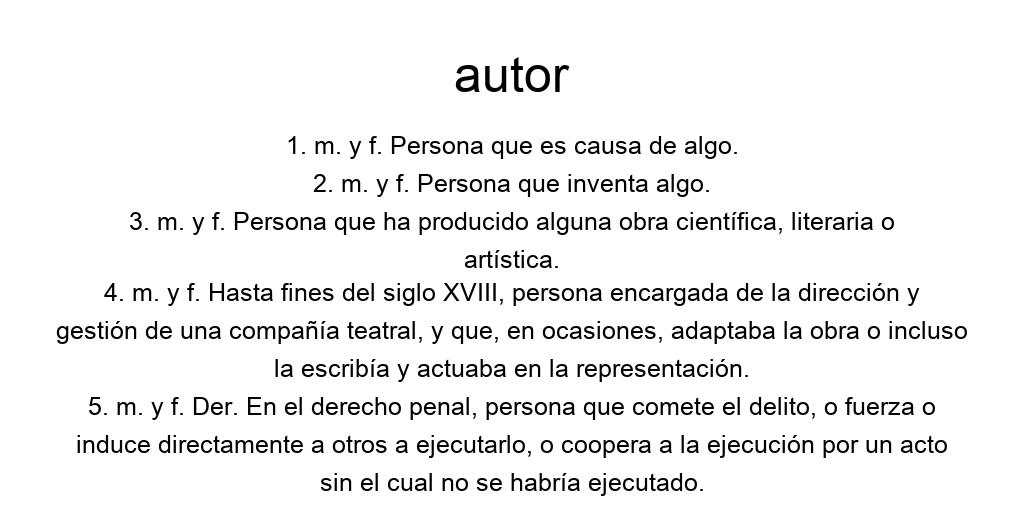 autor
1. m. y f. Persona que es causa de algo.
2. m. y f. Persona que inventa algo.
3. m. y f. Persona que ha producido alguna obra científica, literaria o
artística.
4. m. y f. Hasta fines del siglo XVIII, persona encargada de la dirección y
gestión de una compañía teatral, y que, en ocasiones, adaptaba la obra o incluso
la escribía y actuaba en la representación.
5. m. y f. Der. En el derecho penal, persona que comete el delito, o fuerza o
induce directamente a otros a ejecutarlo, o coopera a la ejecución por un acto
sin el cual no se habría ejecutado.